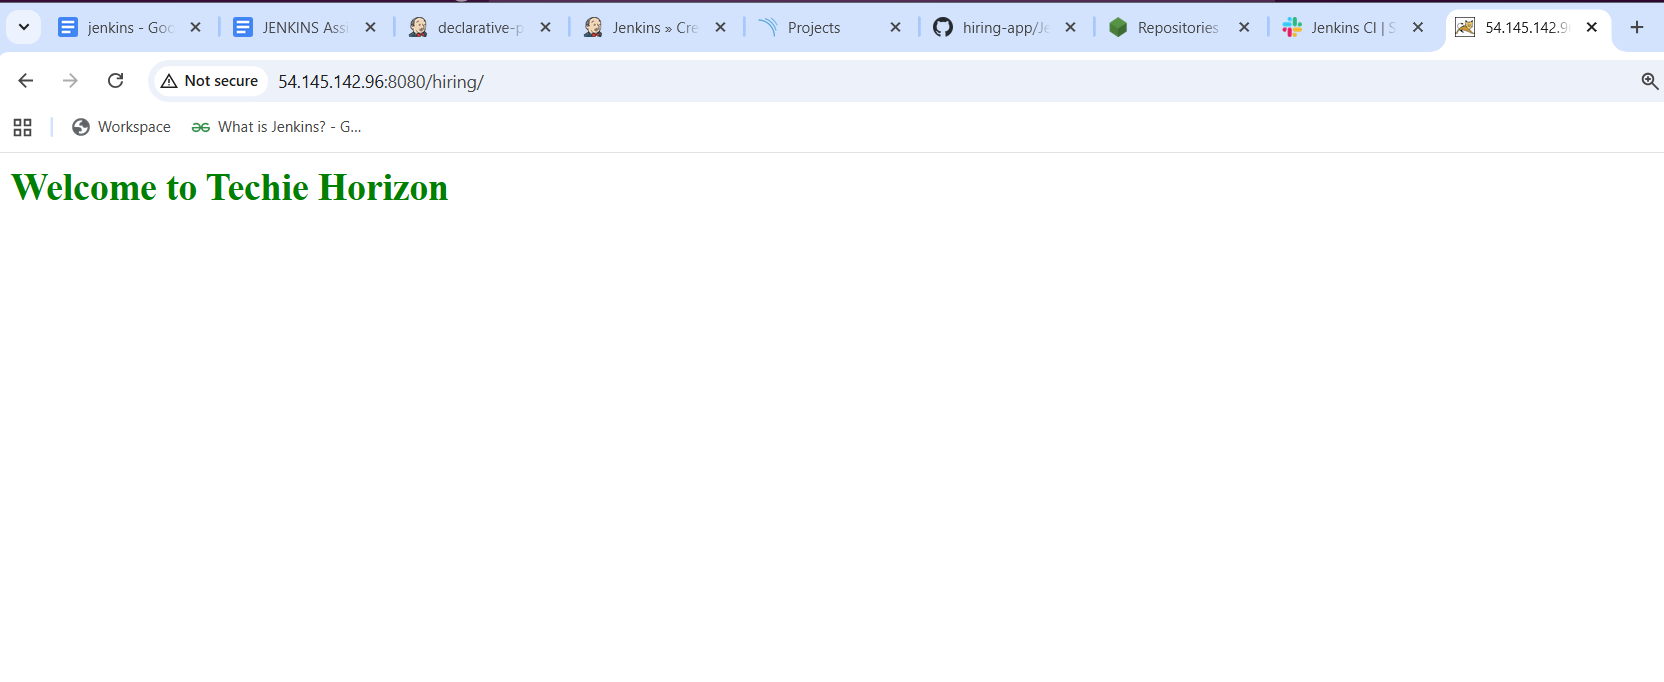 jenkins - Goo
JENKINS Assi
declarative-p
Jenkins » Cre
Projects
hiring-app/Je
Repositories
Jenkins CI | S
54.145.142.9
Not secure
54.145.142.96:8080/hiring/
Workspace
What is Jenkins? - G...
Welcome to Techie Horizon